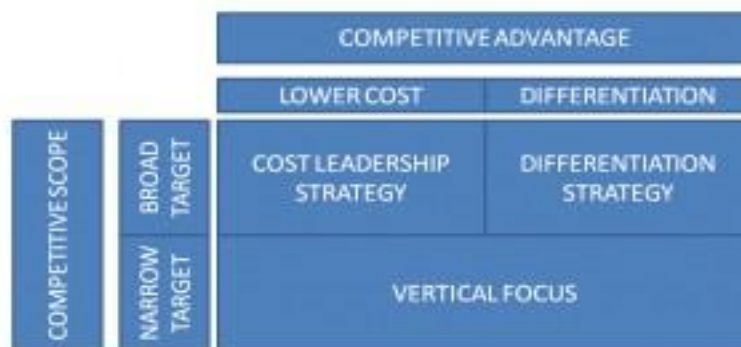 COMPETITIVE ADVANTAGE
LOWER COST
DIFFERENTIATION
COMPETITIVE SCOPE
BROAD
TARGET
COST LEADERSHIP
STRATEGY
DIFFERENTIATION
STRATEGY
NARROW
TARGET
VERTICAL FOCUS